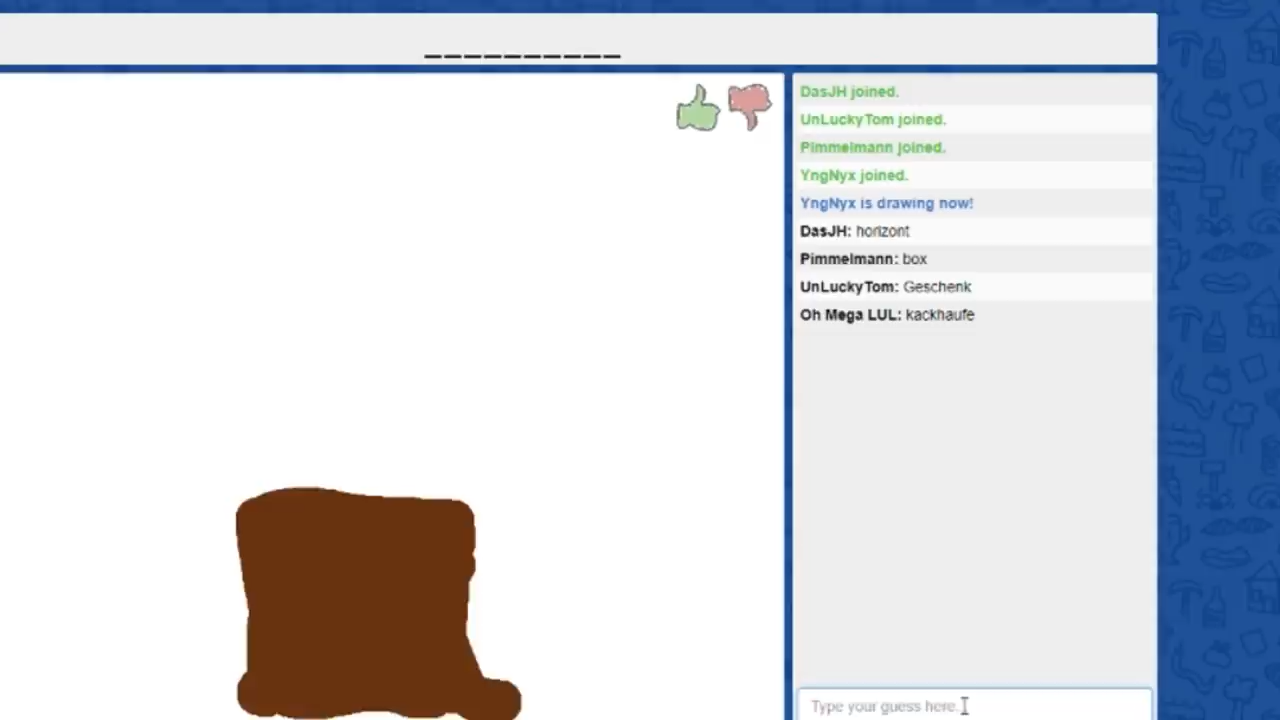 __________
DasJH joined.
UnLuckyTom joined.
Pimmelmann joined.
YngNyx joined.
YngNyx is drawing now!
DasJH: horizont
Pimmelmann: box
UnLuckyTom: Geschenk
Oh Mega LUL: kackhaufe
Type your guess here.